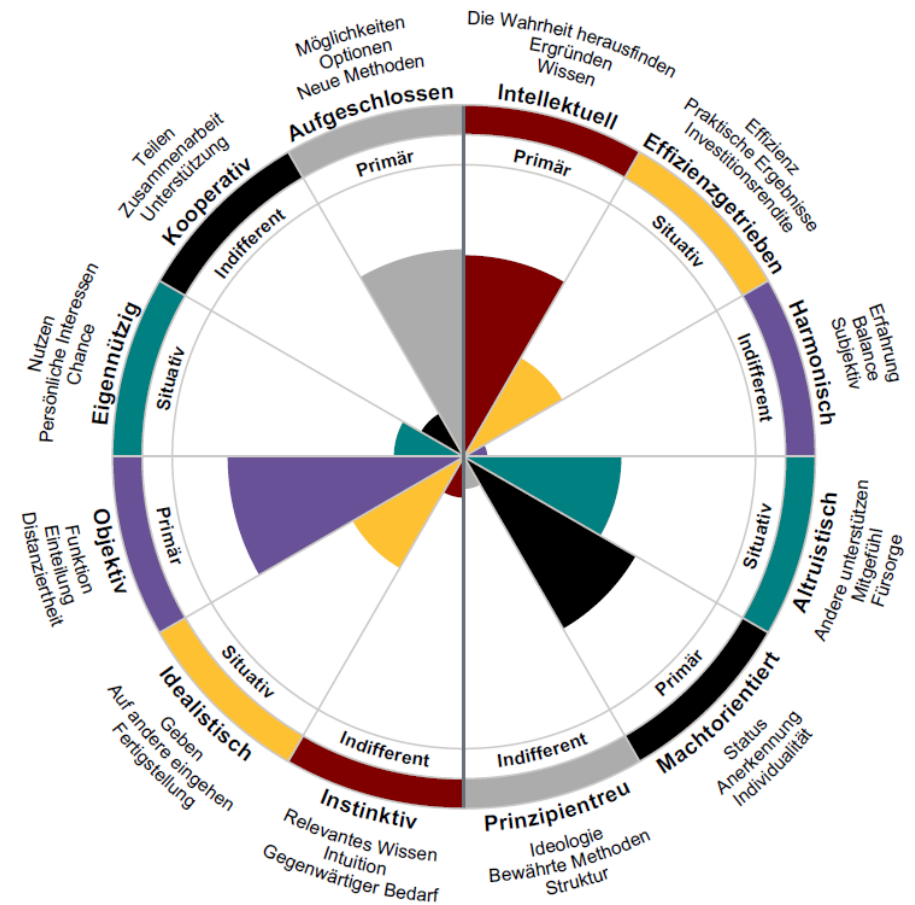 Die Wahrheit herausfinden
Ergründen
Wissen
Intellektuell
Primär
Effizienz
Praktische Ergebnisse
Investitionsrendite
Effizienzgetrieben
Situativ
Erfahrung
Balance
Subjektiv
Harmonisch
Indifferent
Altruistisch
Situativ
Andere unterstützen
Mitgefühl
Fürsorge
Machtorientiert
Primär
Status
Anerkennung
Individualität
Prinzipientreu
Indifferent
Ideologie
Bewährte Methoden
Struktur
Instinktiv
Indifferent
Relevantes Wissen
Intuition
Gegenwärtiger Bedarf
Idealistisch
Situativ
Geben
Auf andere eingehen
Fertigstellung
Objektiv
Primär
Funktion
Einteilung
Distanziertheit
Nutzen
Persönliche Interessen
Chance
Eigennützig
Situativ
Teilen
Zusammenarbeit
Unterstützung
Kooperativ
Indifferent
Möglichkeiten
Optionen
Neue Methoden
Aufgeschlossen
Primär